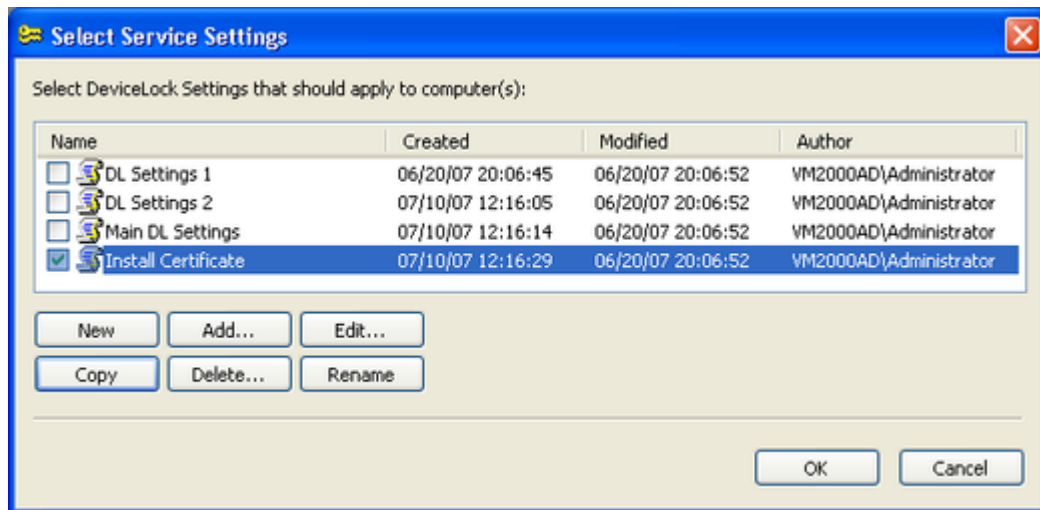 Select Service Settings
Select DeviceLock Settings that should apply to computer(s):
Name Created Modified Author
DL Settings 1 06/20/07 20:06:45 06/20/07 20:06:52 VM2000AD\Administrator
DL Settings 2 07/10/07 12:16:05 06/20/07 20:06:52 VM2000AD\Administrator
Main DL Settings 07/10/07 12:16:14 06/20/07 20:06:52 VM2000AD\Administrator
Install Certificate 07/10/07 12:16:29 06/20/07 20:06:52 VM2000AD\Administrator
New Add... Edit...
Copy Delete... Rename
OK Cancel